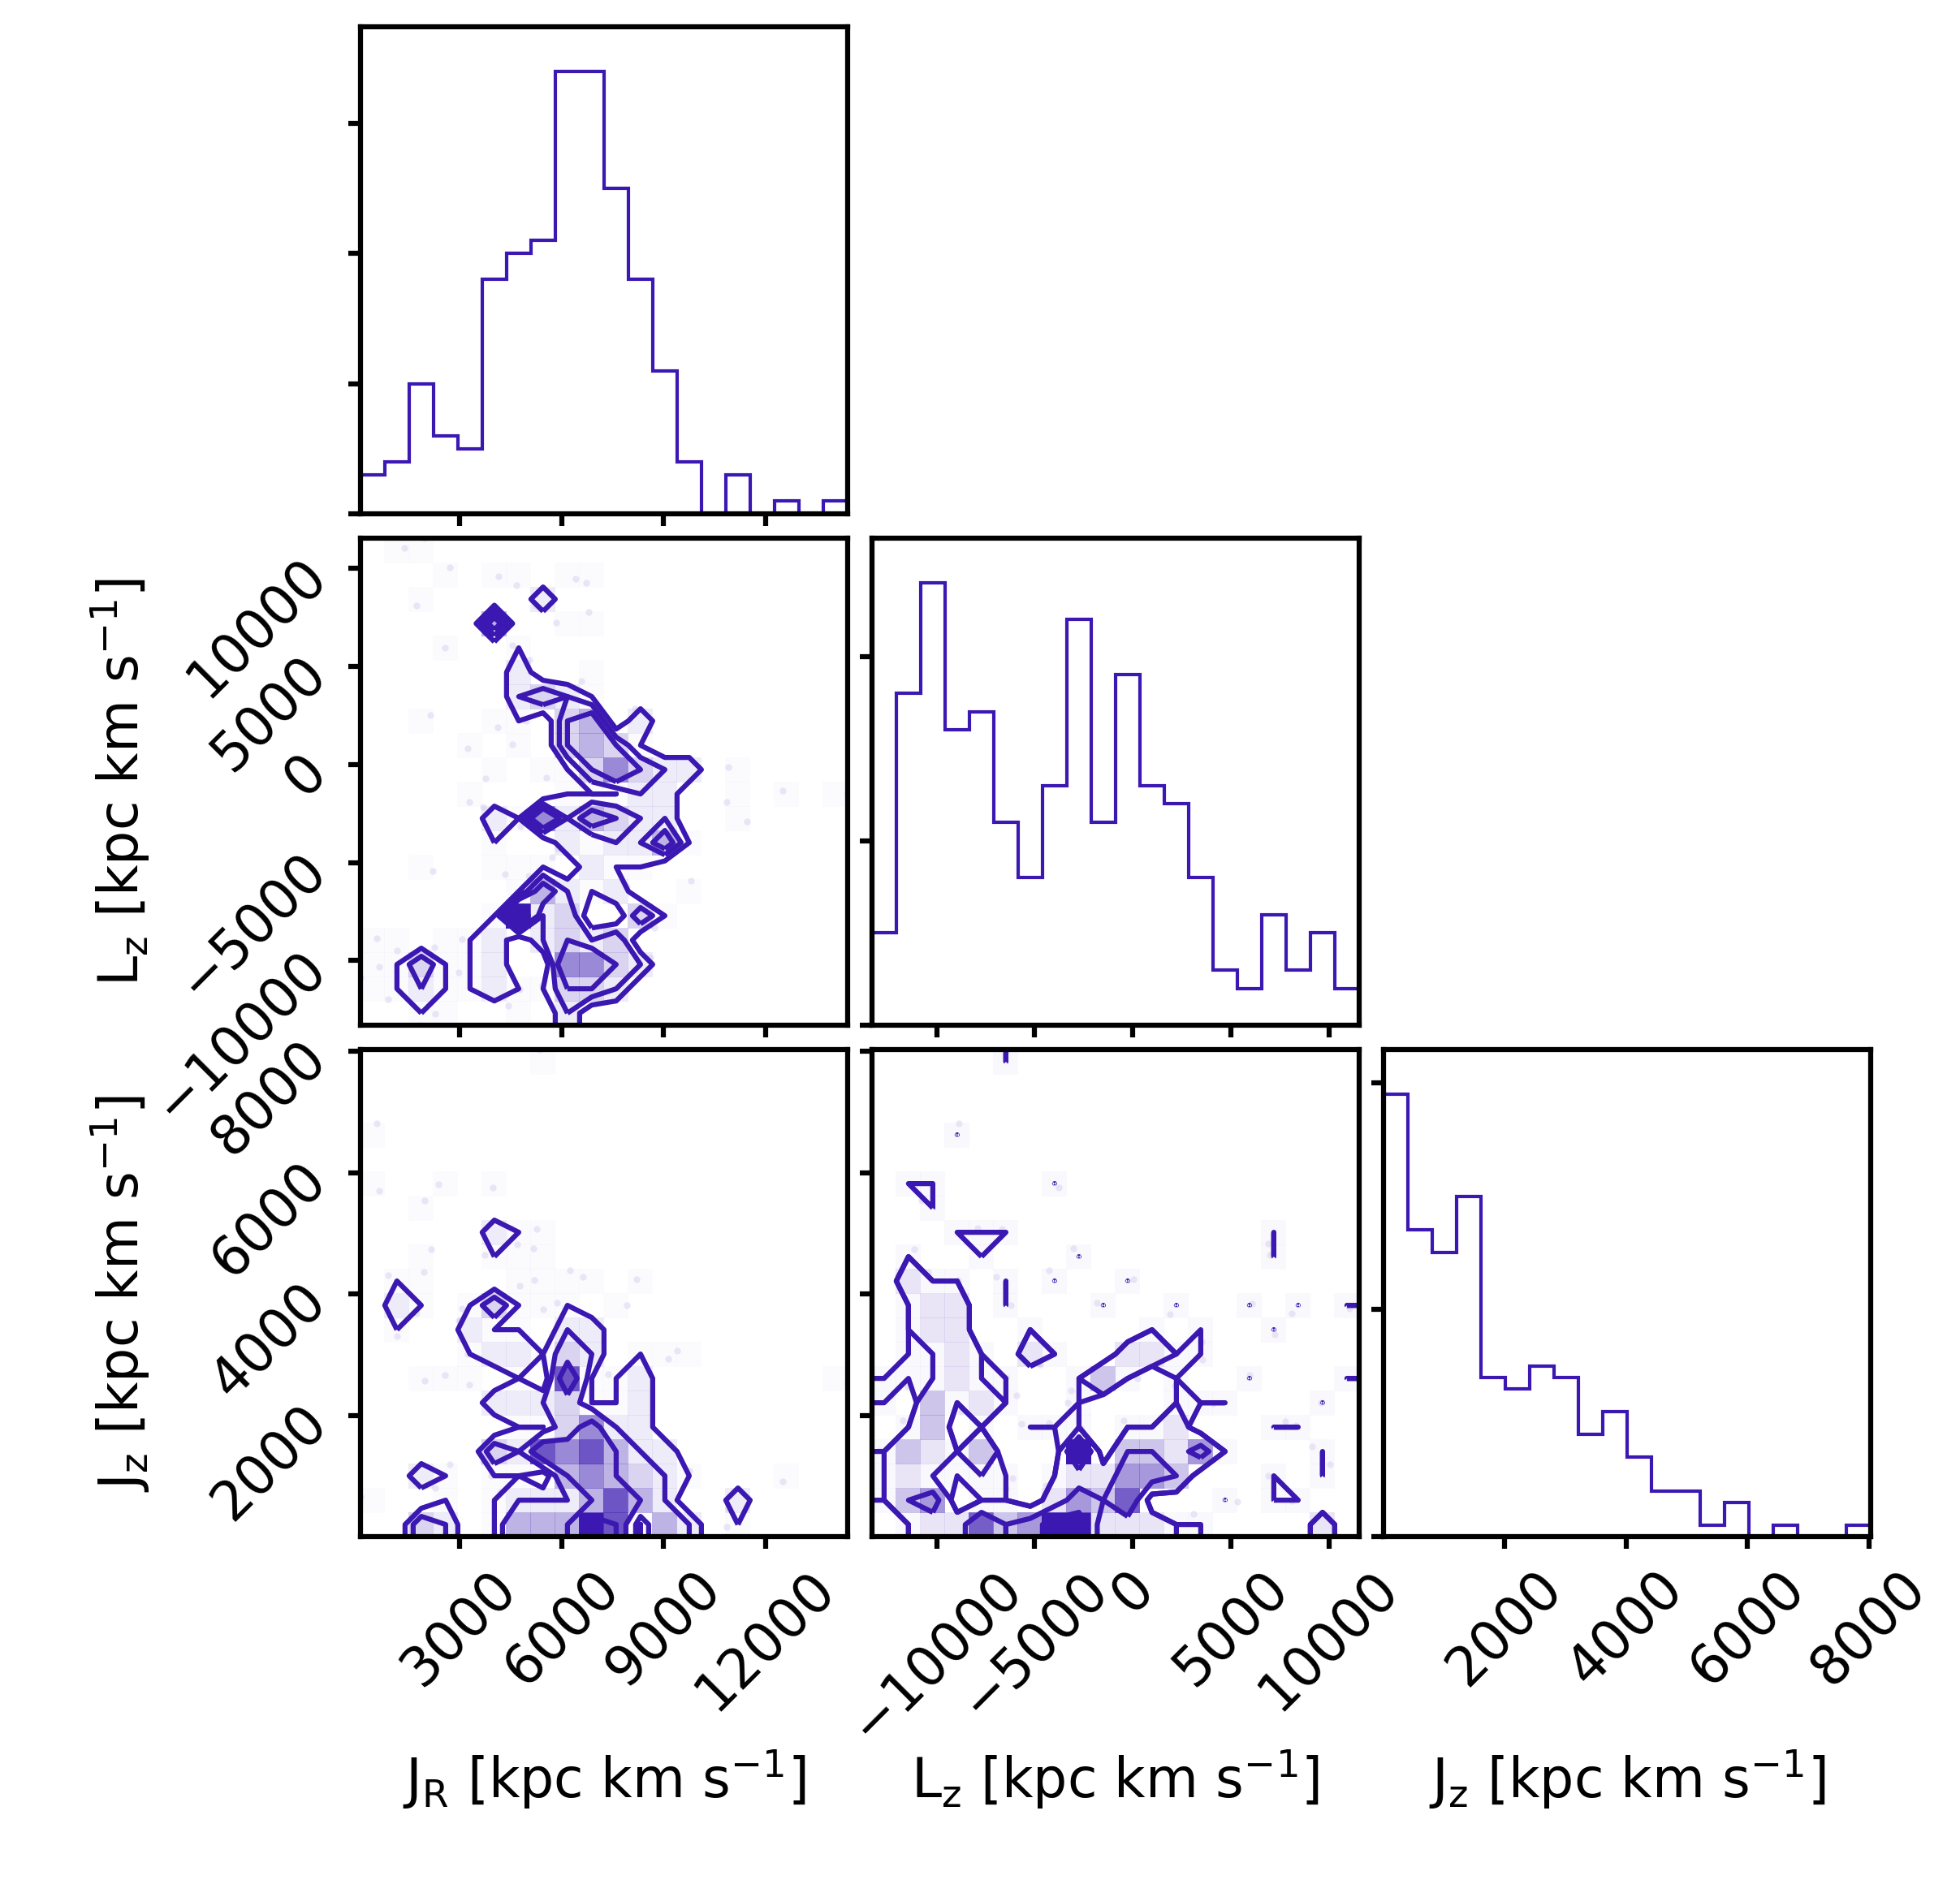 10000
5000
0
−5000
−10000
L_z [kpc km s⁻¹]
8000
6000
4000
2000
J_z [kpc km s⁻¹]
3000 6000 9000 12000
−10000 −5000 0 5000 10000
2000 4000 6000 8000
J_R [kpc km s⁻¹]
L_z [kpc km s⁻¹]
J_z [kpc km s⁻¹]